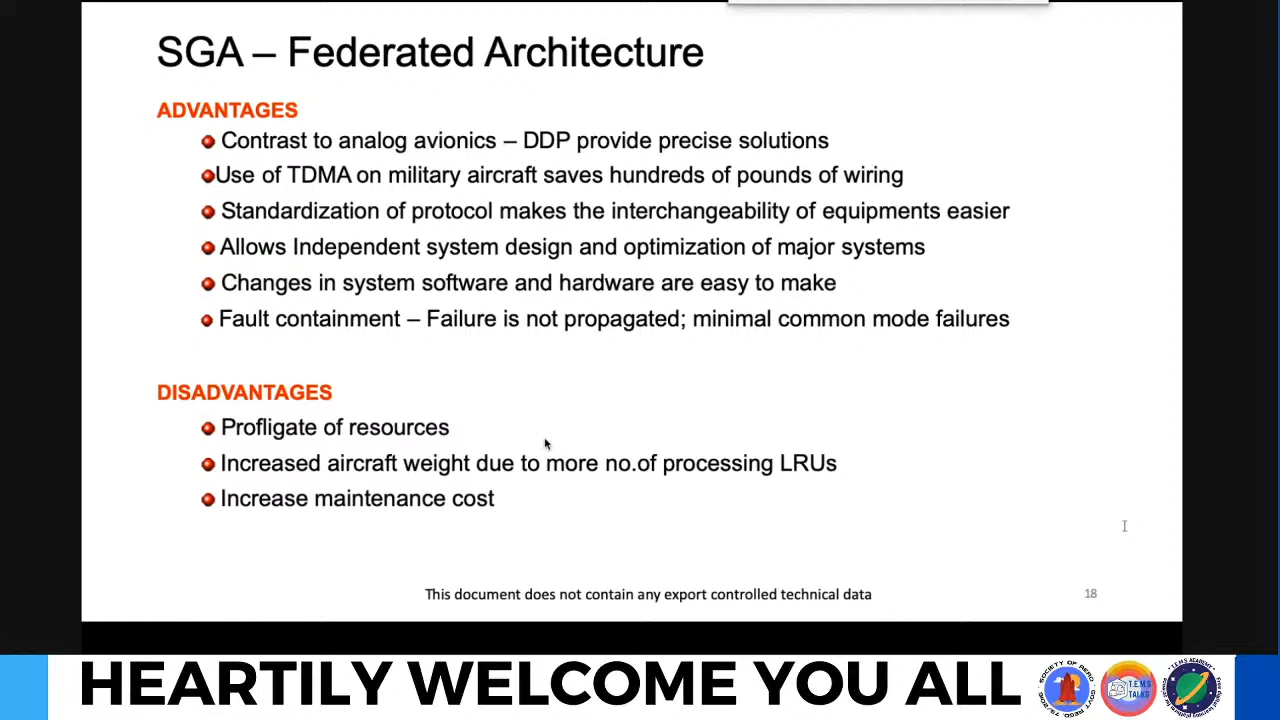 SGA – Federated Architecture
ADVANTAGES
Contrast to analog avionics – DDP provide precise solutions
Use of TDMA on military aircraft saves hundreds of pounds of wiring
Standardization of protocol makes the interchangeability of equipments easier
Allows Independent system design and optimization of major systems
Changes in system software and hardware are easy to make
Fault containment – Failure is not propagated; minimal common mode failures
DISADVANTAGES
Profligate of resources
Increased aircraft weight due to more no.of processing LRUs
Increase maintenance cost
This document does not contain any export controlled technical data
18
HEARTILY WELCOME YOU ALL
T.E.M.S
TALKS
T.E.M.S ACADEMY